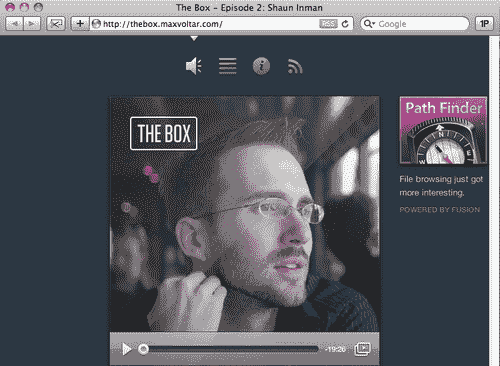 The Box - Episode 2: Shaun Inman
http://thebox.maxvoltar.com/
RSS
Google
1P
THE BOX
-19:26
Path Finder
File browsing just got
more interesting.
POWERED BY FUSION